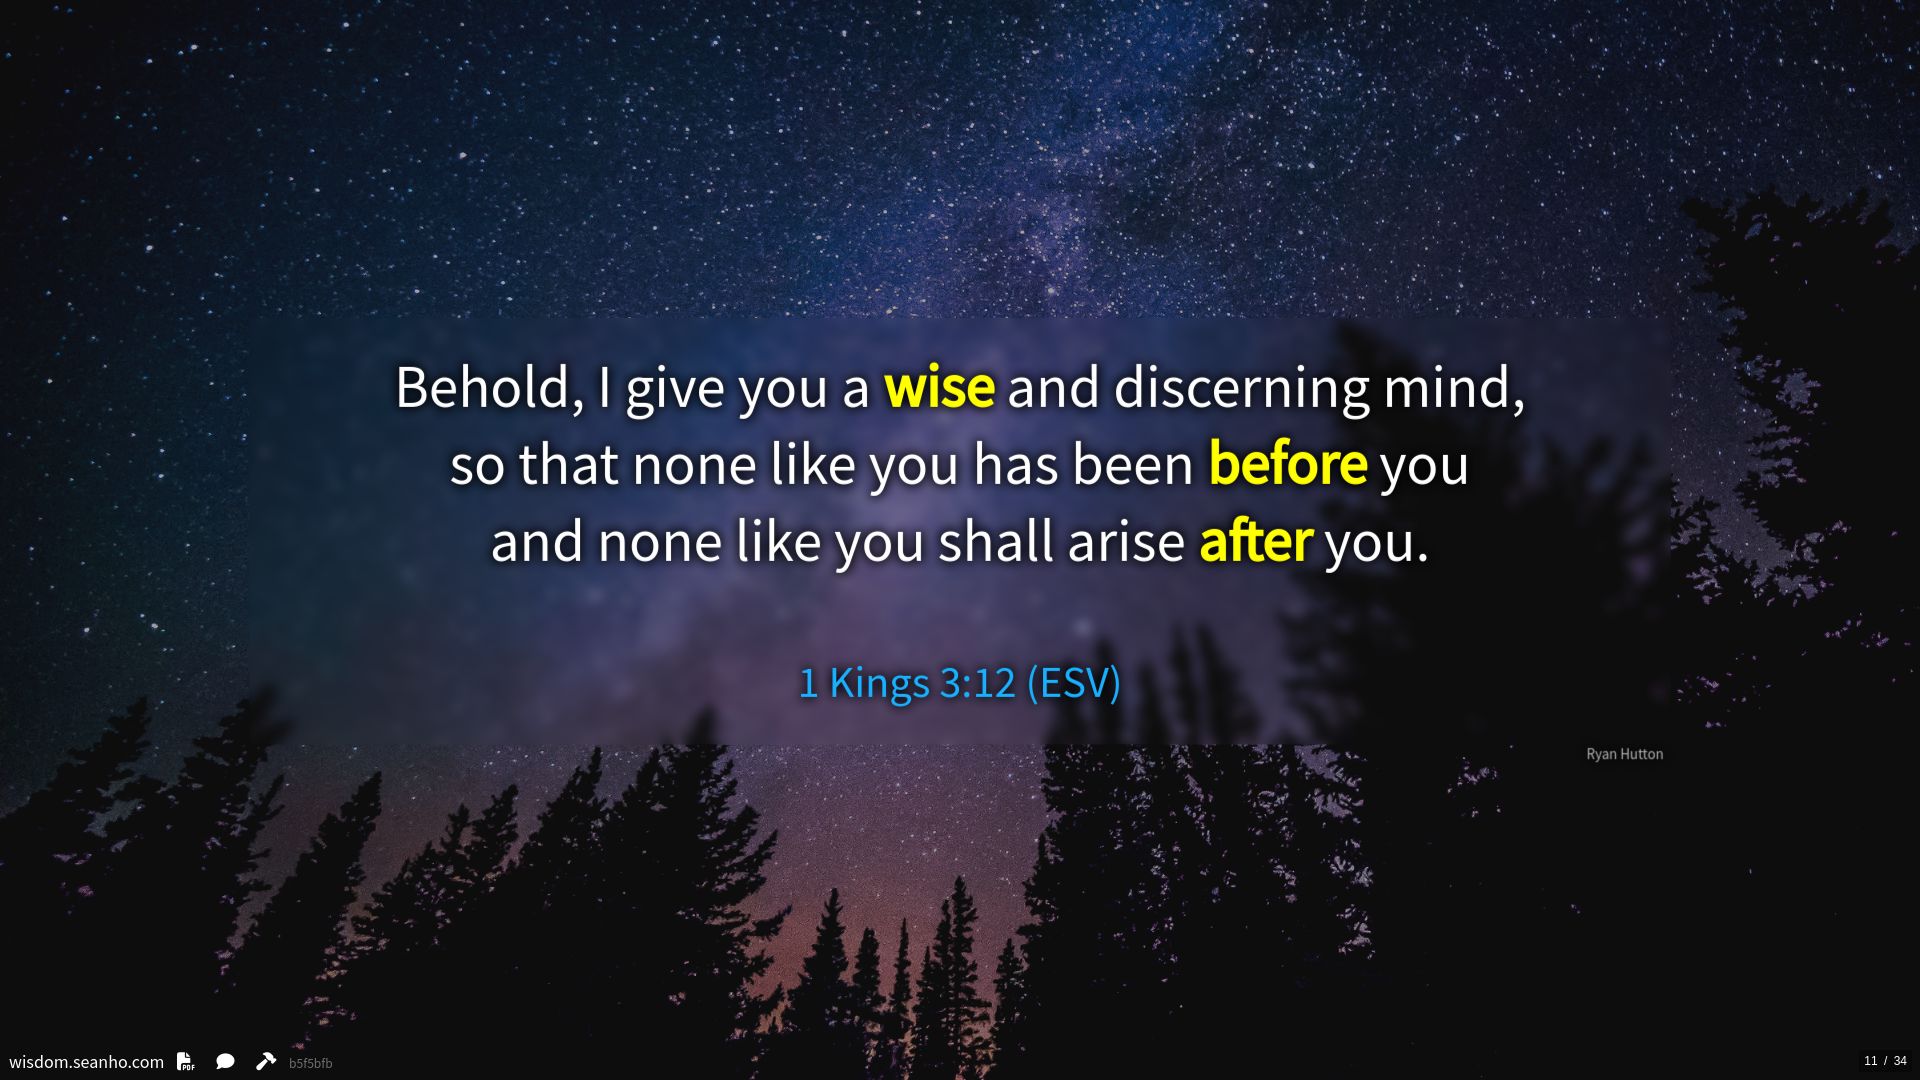 Behold, I give you a wise and discerning mind,
so that none like you has been before you
and none like you shall arise after you.
1 Kings 3:12 (ESV)
Ryan Hutton
wisdom.seanho.com PDF b5f5bfb
11 / 34